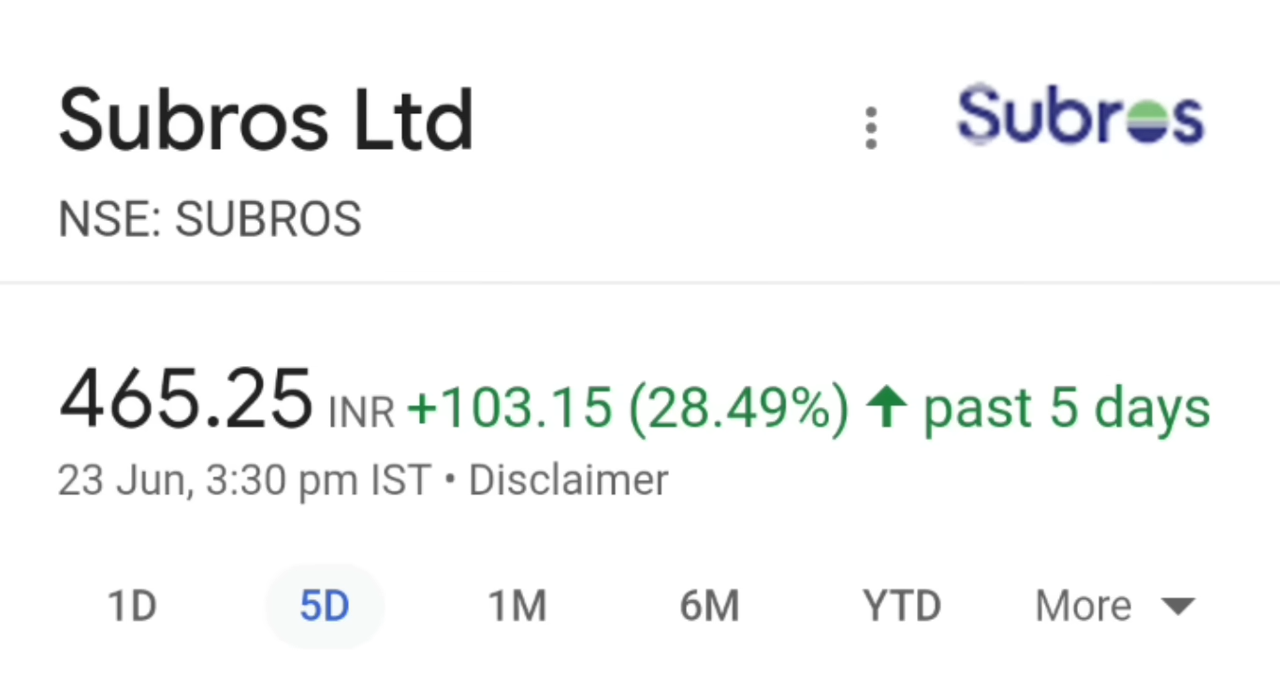 Subros Ltd
Subros
NSE: SUBROS
465.25 INR +103.15 (28.49%) ↑ past 5 days
23 Jun, 3:30 pm IST • Disclaimer
1D 5D 1M 6M YTD More